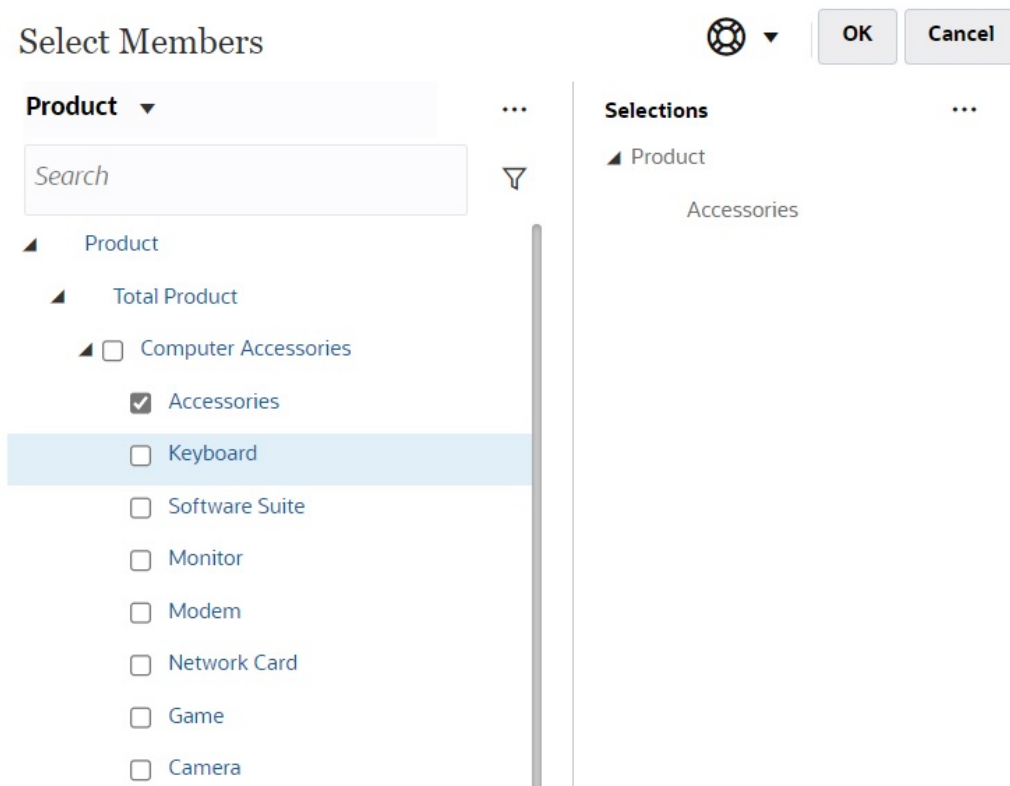 Select Members
OK
Cancel
Product
Search
Product
Total Product
Computer Accessories
Accessories
Keyboard
Software Suite
Monitor
Modem
Network Card
Game
Camera
Selections
Product
Accessories